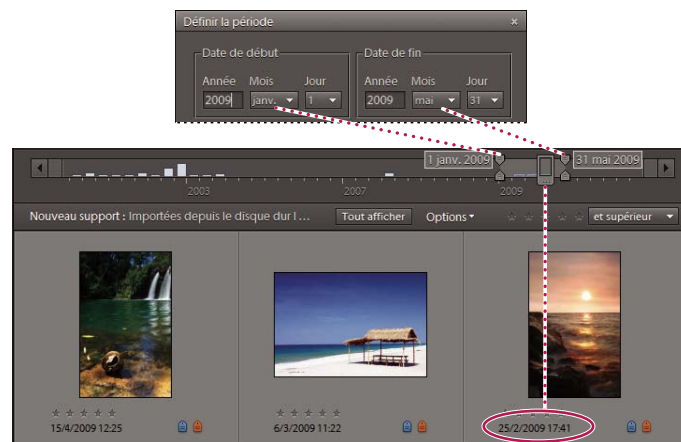 Définir la période x
Date de début Date de fin
Année Mois Jour Année Mois Jour
2009 janv. 1 2009 mai 31
1 janv. 2009 31 mai 2009
2003 2007 2009
Nouveau support : Importées depuis le disque dur l ... Tout afficher Options et supérieur
15/4/2009 12:25 6/3/2009 11:22 25/2/2009 17:41